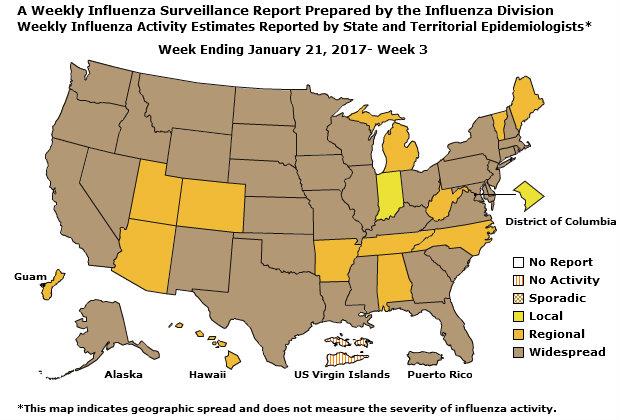 A Weekly Influenza Surveillance Report Prepared by the Influenza Division
Weekly Influenza Activity Estimates Reported by State and Territorial Epidemiologists*
Week Ending January 21, 2017- Week 3
District of Columbia
Guam
No Report
No Activity
Sporadic
Local
Regional
Widespread
Alaska
Hawaii
US Virgin Islands
Puerto Rico
*This map indicates geographic spread and does not measure the severity of influenza activity.